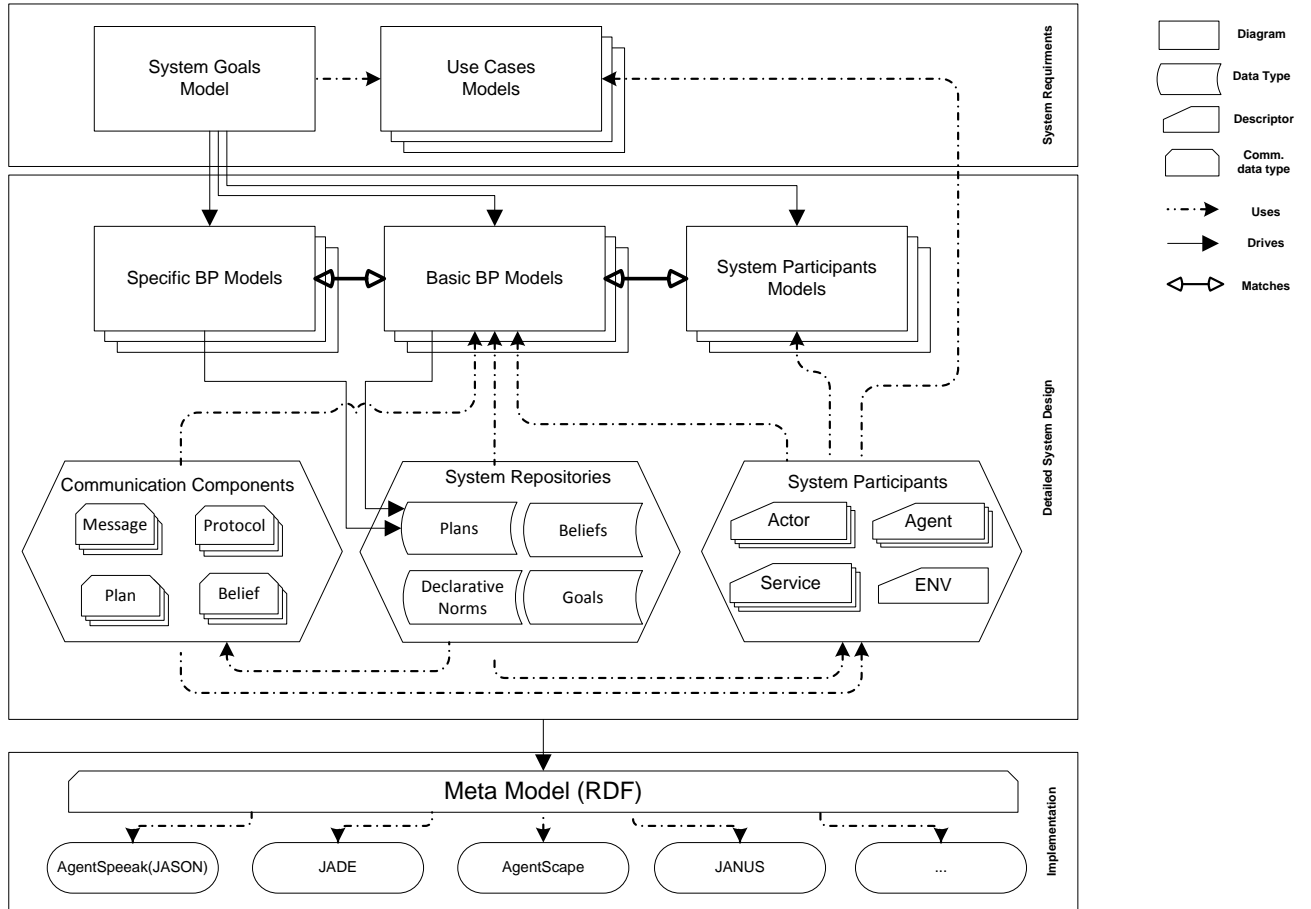 System Goals
Model
Use Cases
Models
System Requirments
Diagram
Data Type
Descriptor
Comm.
data type
Uses
Drives
Matches
Specific BP Models
Basic BP Models
System Participants
Models
Detailed System Design
Communication Components
Message
Protocol
Plan
Belief
System Repositories
Plans
Beliefs
Declarative
Norms
Goals
System Participants
Actor
Agent
Service
ENV
Meta Model (RDF)
AgentSpeeak(JASON)
JADE
AgentScape
JANUS
...
Implementation